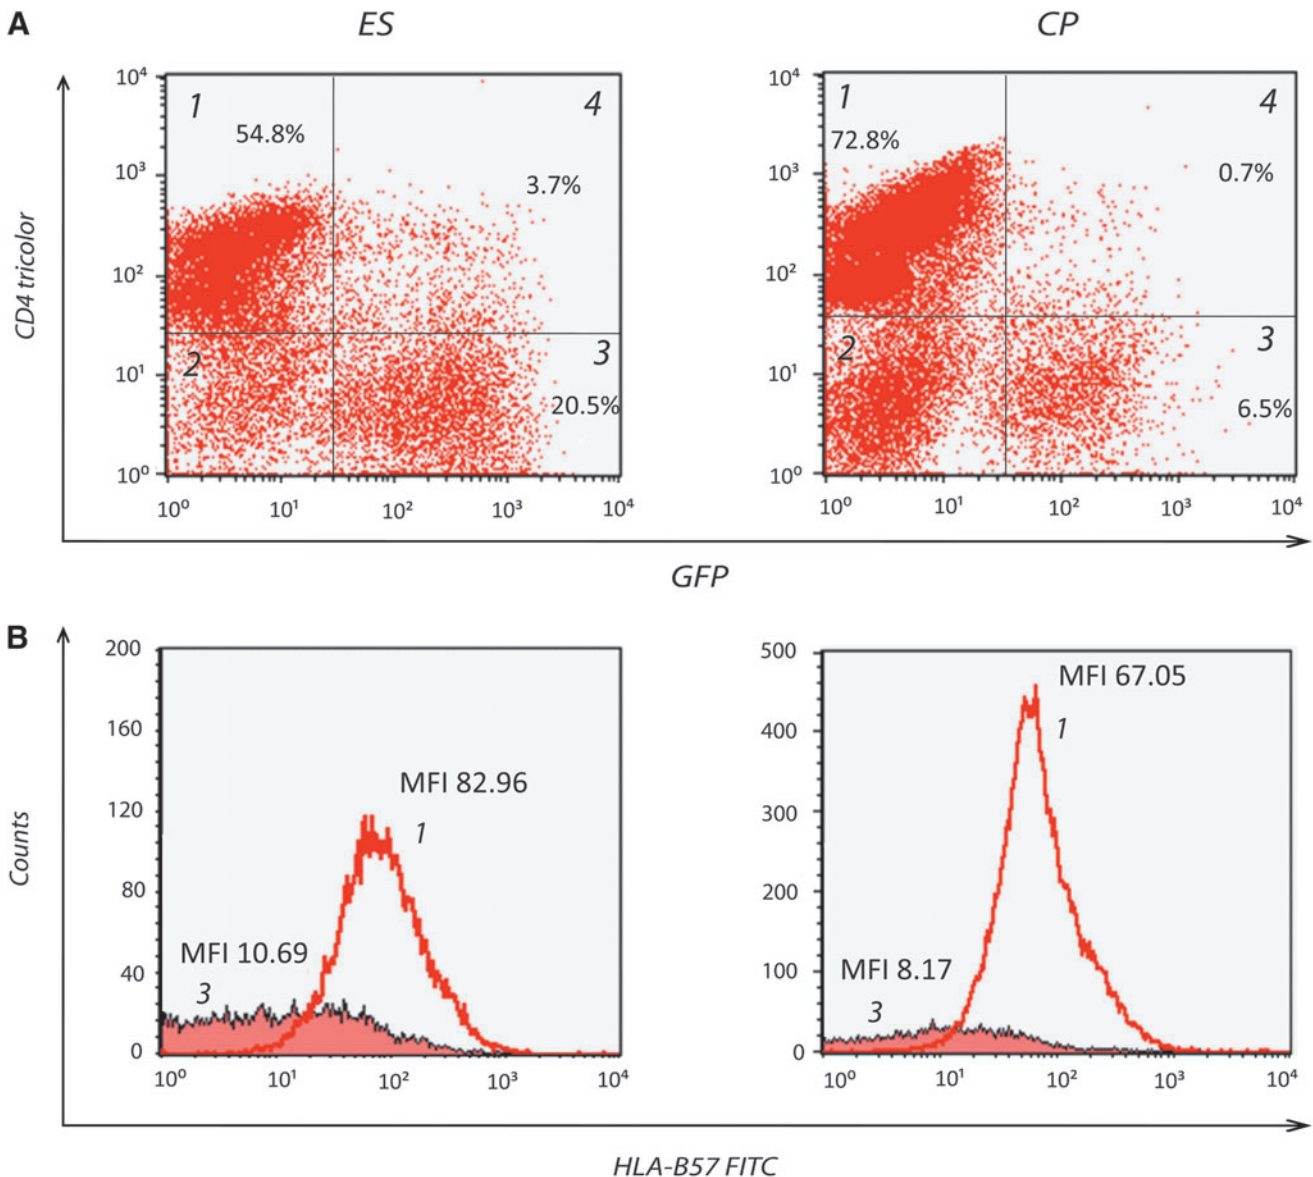 A
ES
CP
CD4 tricolor
10⁴
10³
10²
10¹
10⁰
1
54.8%
4
3.7%
2
3
20.5%
10⁰ 10¹ 10² 10³ 10⁴
10⁴
10³
10²
10¹
10⁰
1
72.8%
4
0.7%
2
3
6.5%
10⁰ 10¹ 10² 10³ 10⁴
GFP
B
Counts
200
160
120
80
40
0
MFI 82.96
1
MFI 10.69
3
10⁰ 10¹ 10² 10³ 10⁴
500
400
300
200
100
0
MFI 67.05
1
MFI 8.17
3
10⁰ 10¹ 10² 10³ 10⁴
HLA-B57 FITC